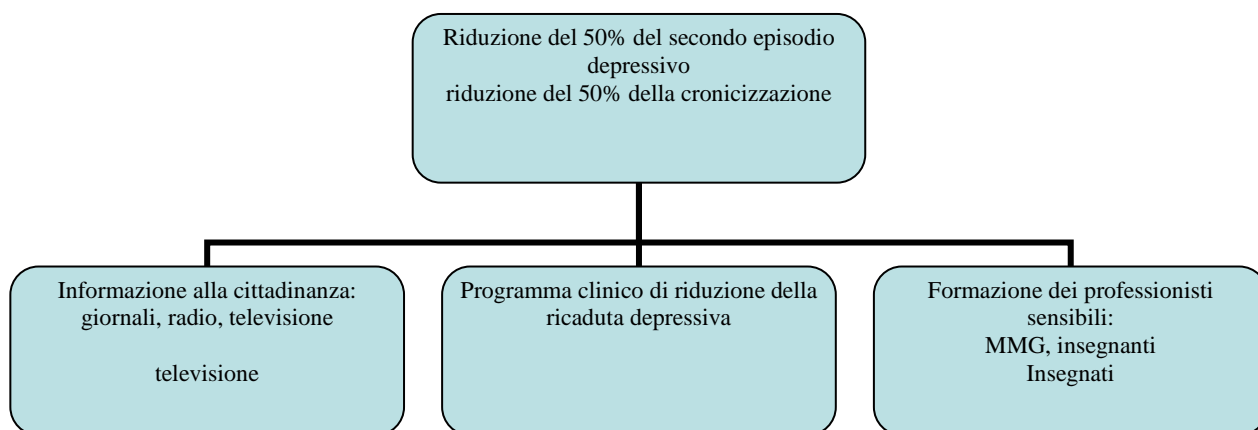 Riduzione del 50% del secondo episodio
depressivo
riduzione del 50% della cronicizzazione
Informazione alla cittadinanza:
giornali, radio, televisione
televisione
Programma clinico di riduzione della
ricaduta depressiva
Formazione dei professionisti
sensibili:
MMG, insegnanti
Insegnati